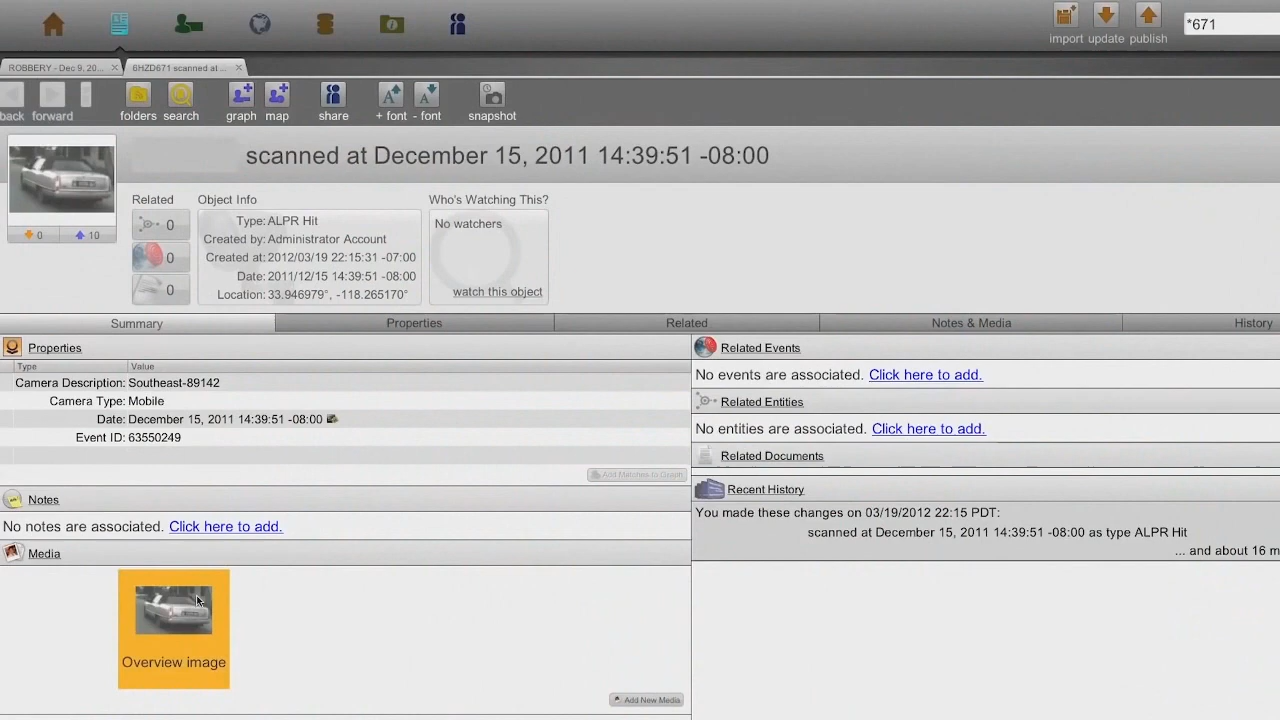 import update publish
*671
ROBBERY - Dec 9, 20...
6HZD671 scanned at ...
back forward folders search graph map share + font - font snapshot
scanned at December 15, 2011 14:39:51 -08:00
0 10
Related
0
0
0
Object Info
Type: ALPR Hit
Created by: Administrator Account
Created at: 2012/03/19 22:15:31 -07:00
Date: 2011/12/15 14:39:51 -08:00
Location: 33.946979°, -118.265170°
Who's Watching This?
No watchers
watch this object
Summary Properties Related Notes & Media History
Properties
Type Value
Camera Description: Southeast-89142
Camera Type: Mobile
Date: December 15, 2011 14:39:51 -08:00
Event ID: 63550249
Add Matches to Graph
Notes
No notes are associated. Click here to add.
Media
Overview image
Add New Media
Related Events
No events are associated. Click here to add.
Related Entities
No entities are associated. Click here to add.
Related Documents
Recent History
You made these changes on 03/19/2012 22:15 PDT:
scanned at December 15, 2011 14:39:51 -08:00 as type ALPR Hit
... and about 16 m